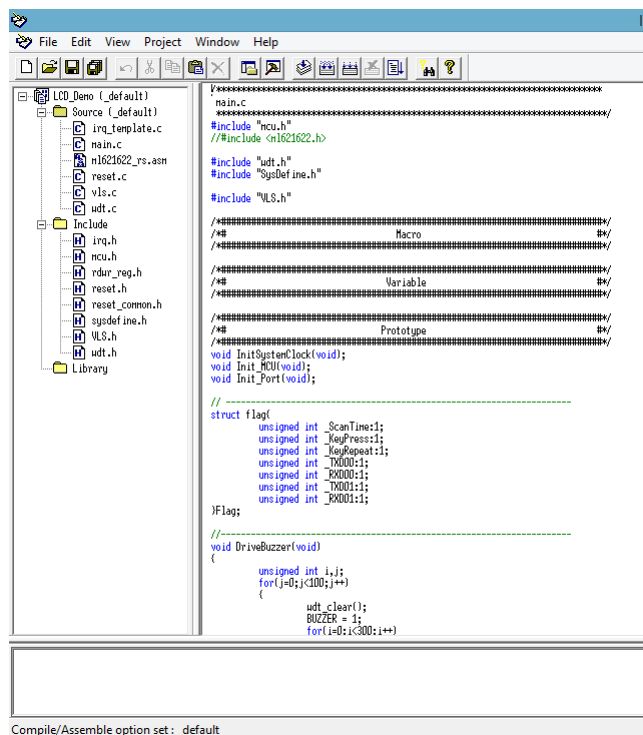 File Edit View Project Window Help
LCD_Demo (_default)
Source (_default)
irq_template.c
main.c
ml621622_rs.asm
reset.c
vls.c
wdt.c
Include
irq.h
mcu.h
rdwr_reg.h
reset.h
reset_common.h
sysdefine.h
VLS.h
wdt.h
Library
/*******************************************************************************
main.c
*******************************************************************************/
#include "mcu.h"
//#include <ml621622.h>
#include "wdt.h"
#include "SysDefine.h"
#include "VLS.h"
/*############################################################################*/
/*# Macro #*/
/*############################################################################*/
/*############################################################################*/
/*# Variable #*/
/*############################################################################*/
/*############################################################################*/
/*# Prototype #*/
/*############################################################################*/
void InitSystemClock(void);
void Init_MCU(void);
void Init_Port(void);
// ----------------------------------------------------------------------
struct flag{
unsigned int _ScanTime:1;
unsigned int _KeyPress:1;
unsigned int _KeyRepeat:1;
unsigned int _TXD00:1;
unsigned int _RXD00:1;
unsigned int _TXD01:1;
unsigned int _RXD01:1;
}Flag;
//-----------------------------------------------------------------------
void DriveBuzzer(void)
{
unsigned int i,j;
for(j=0;j<100;j++)
{
wdt_clear();
BUZZER = 1;
for(i=0;i<300;i++)
Compile/Assemble option set : default